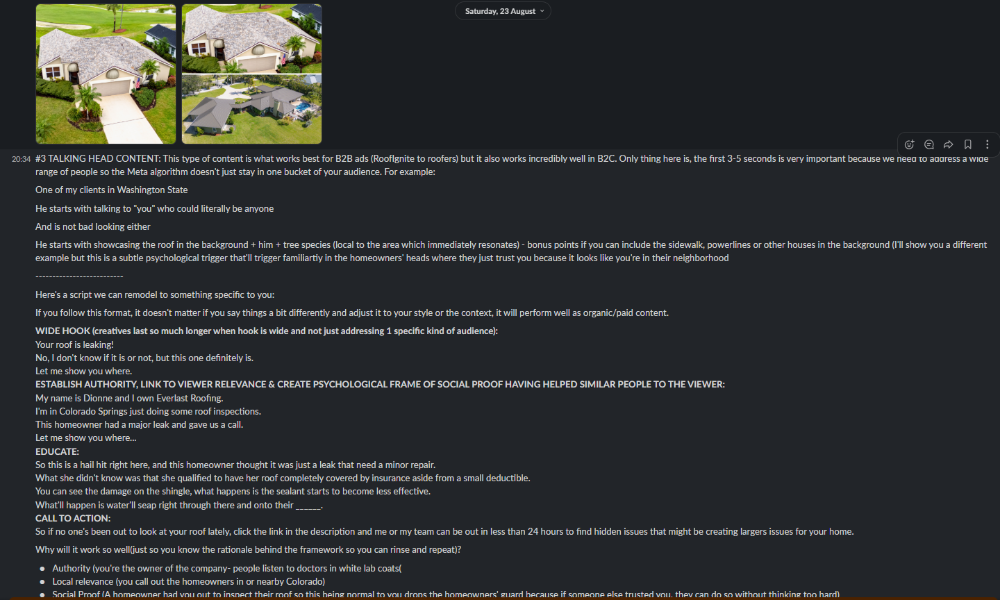 Saturday, 23 August
20:34 #3 TALKING HEAD CONTENT: This type of content is what works best for B2B ads (RoofIgnite to roofers) but it also works incredibly well in B2C. Only thing here is, the first 3-5 seconds is very important because we need to address a wide
range of people so the Meta algorithm doesn't just stay in one bucket of your audience. For example:
One of my clients in Washington State
He starts with talking to "you" who could literally be anyone
And is not bad looking either
He starts with showcasing the roof in the background + him + tree species (local to the area which immediately resonates) - bonus points if you can include the sidewalk, powerlines or other houses in the background (I'll show you a different
example but this is a subtle psychological trigger that'll trigger familiartiy in the homeowners' heads where they just trust you because it looks like you're in their neighborhood
--------------------------
Here's a script we can remodel to something specific to you:
If you follow this format, it doesn't matter if you say things a bit differently and adjust it to your style or the context, it will perform well as organic/paid content.
WIDE HOOK (creatives last so much longer when hook is wide and not just addressing 1 specific kind of audience):
Your roof is leaking!
No, I don't know if it is or not, but this one definitely is.
Let me show you where.
ESTABLISH AUTHORITY, LINK TO VIEWER RELEVANCE & CREATE PSYCHOLOGICAL FRAME OF SOCIAL PROOF HAVING HELPED SIMILAR PEOPLE TO THE VIEWER:
My name is Dionne and I own Everlast Roofing.
I'm in Colorado Springs just doing some roof inspections.
This homeowner had a major leak and gave us a call.
Let me show you where...
EDUCATE:
So this is a hail hit right here, and this homeowner thought it was just a leak that need a minor repair.
What she didn't know was that she qualified to have her roof completely covered by insurance aside from a small deductible.
You can see the damage on the shingle, what happens is the sealant starts to become less effective.
What'll happen is water'll seap right through there and onto their ______.
CALL TO ACTION:
So if no one's been out to look at your roof lately, click the link in the description and me or my team can be out in less than 24 hours to find hidden issues that might be creating largers issues for your home.
Why will it work so well(just so you know the rationale behind the framework so you can rinse and repeat)?
● Authority (you're the owner of the company- people listen to doctors in white lab coats(
● Local relevance (you call out the homeowners in or nearby Colorado)
● Social Proof (A homeowner had you out to inspect their roof so this being normal to you drops the homeowners' guard because if someone else trusted you, they can do so without thinking too hard)